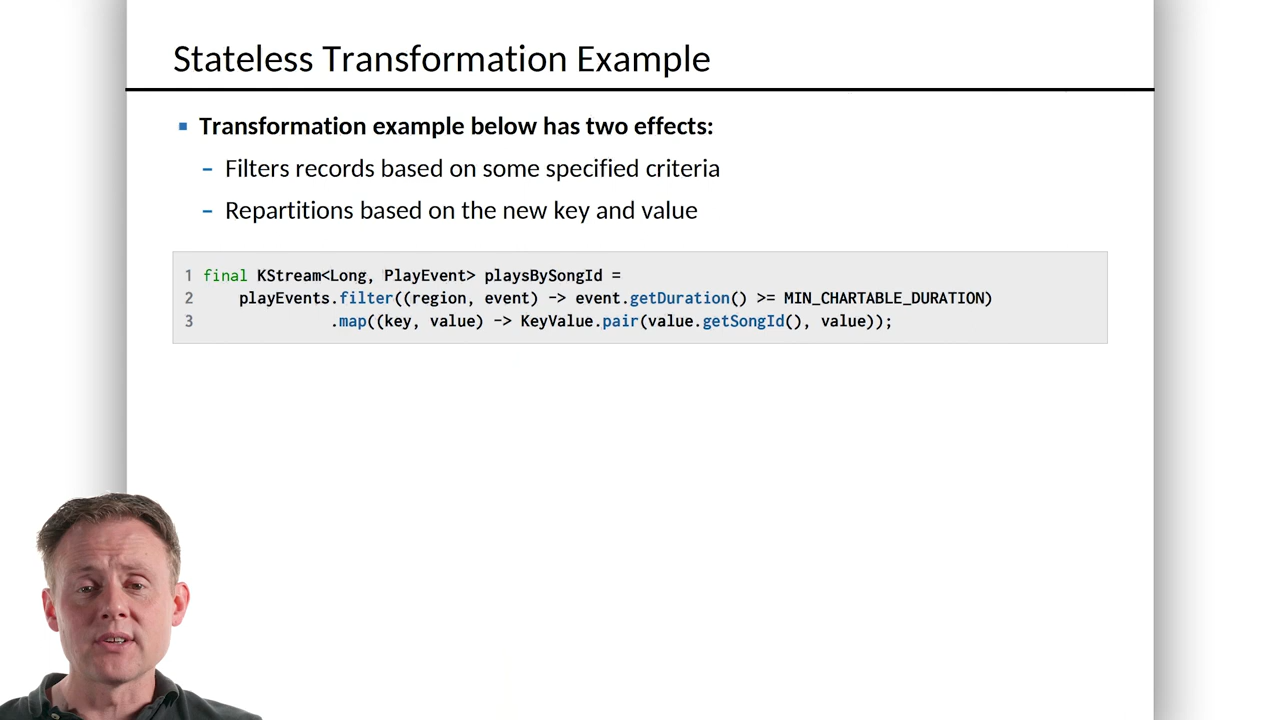 Stateless Transformation Example
Transformation example below has two effects:
– Filters records based on some specified criteria
– Repartitions based on the new key and value
1 final KStream<Long, PlayEvent> playsBySongId =
2 playEvents.filter((region, event) -> event.getDuration() >= MIN_CHARTABLE_DURATION)
3 .map((key, value) -> KeyValue.pair(value.getSongId(), value));